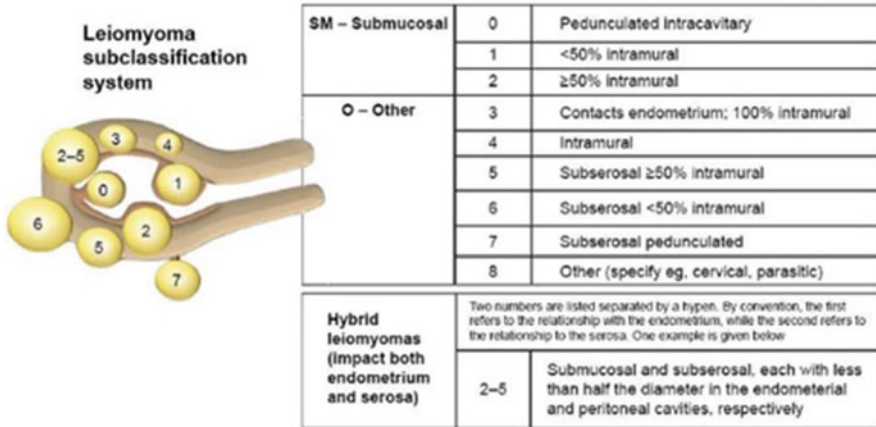 Leiomyoma
subclassification
system
2–5
3
4
0
1
6
5
2
7
SM – Submucosal
0 Pedunculated Intracavitary
1 <50% intramural
2 ≥50% intramural
O – Other
3 Contacts endometrium; 100% intramural
4 Intramural
5 Subserosal ≥50% intramural
6 Subserosal <50% intramural
7 Subserosal pedunculated
8 Other (specify eg, cervical, parasitic)
Hybrid
leiomyomas
(impact both
endometrium
and serosa)
Two numbers are listed separated by a hypen. By convention, the first
refers to the relationship with the endometrium, while the second refers to
the relationship to the serosa. One example is given below
2–5
Submucosal and subserosal, each with less
than half the diameter in the endometerial
and peritoneal cavities, respectively